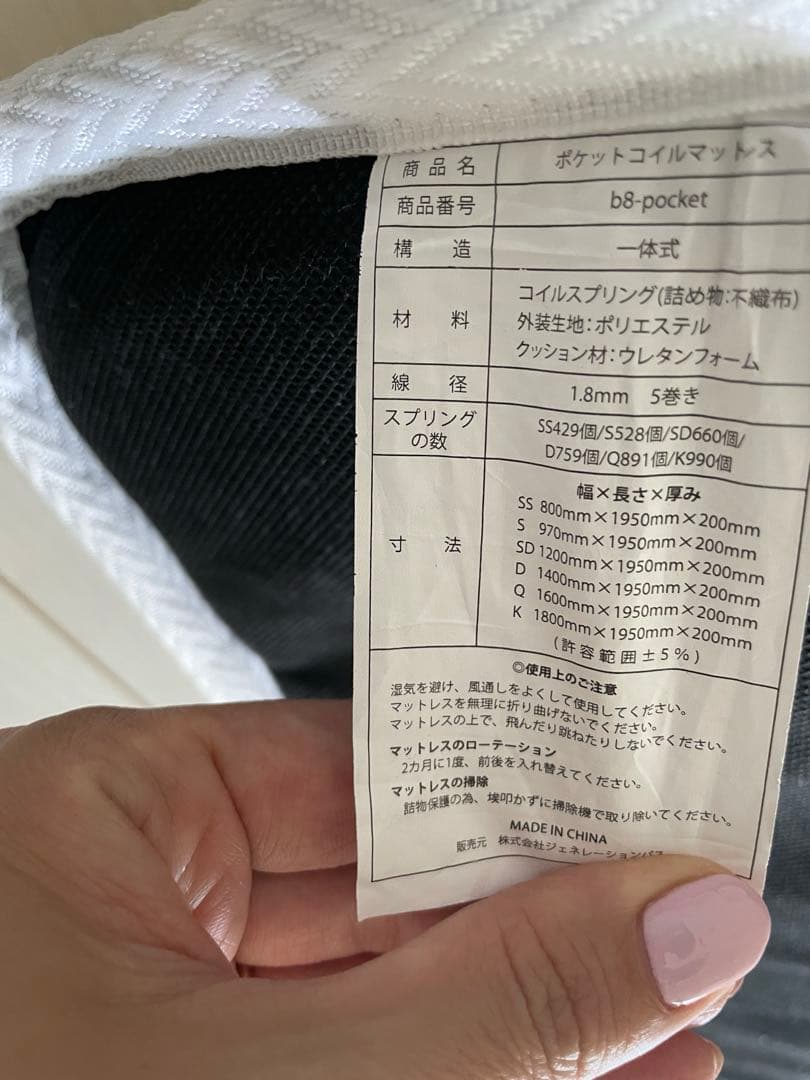 商品名 ポケットコイルマットレス
商品番号 b8-pocket
構造 一体式
材料 コイルスプリング(詰め物:不織布)
外装生地:ポリエステル
クッション材:ウレタンフォーム
線径 1.8mm 5巻き
スプリングの数 SS429個/S528個/SD660個/
D759個/Q891個/K990個
寸法 幅×長さ×厚み
SS 800mm×1950mm×200mm
S 970mm×1950mm×200mm
SD 1200mm×1950mm×200mm
D 1400mm×1950mm×200mm
Q 1600mm×1950mm×200mm
K 1800mm×1950mm×200mm
(許容範囲±5%)
◎使用上のご注意
湿気を避け、風通しをよくして使用してください。
マットレスを無理に折り曲げないでください。
マットレスの上で、飛んだり跳ねたりしないでください。
マットレスのローテーション
2カ月に1度、前後を入れ替えてください。
マットレスの掃除
詰物保護の為、埃叩かずに掃除機で取り除いてください。
MADE IN CHINA
販売元 株式会社ジェネレーションパス